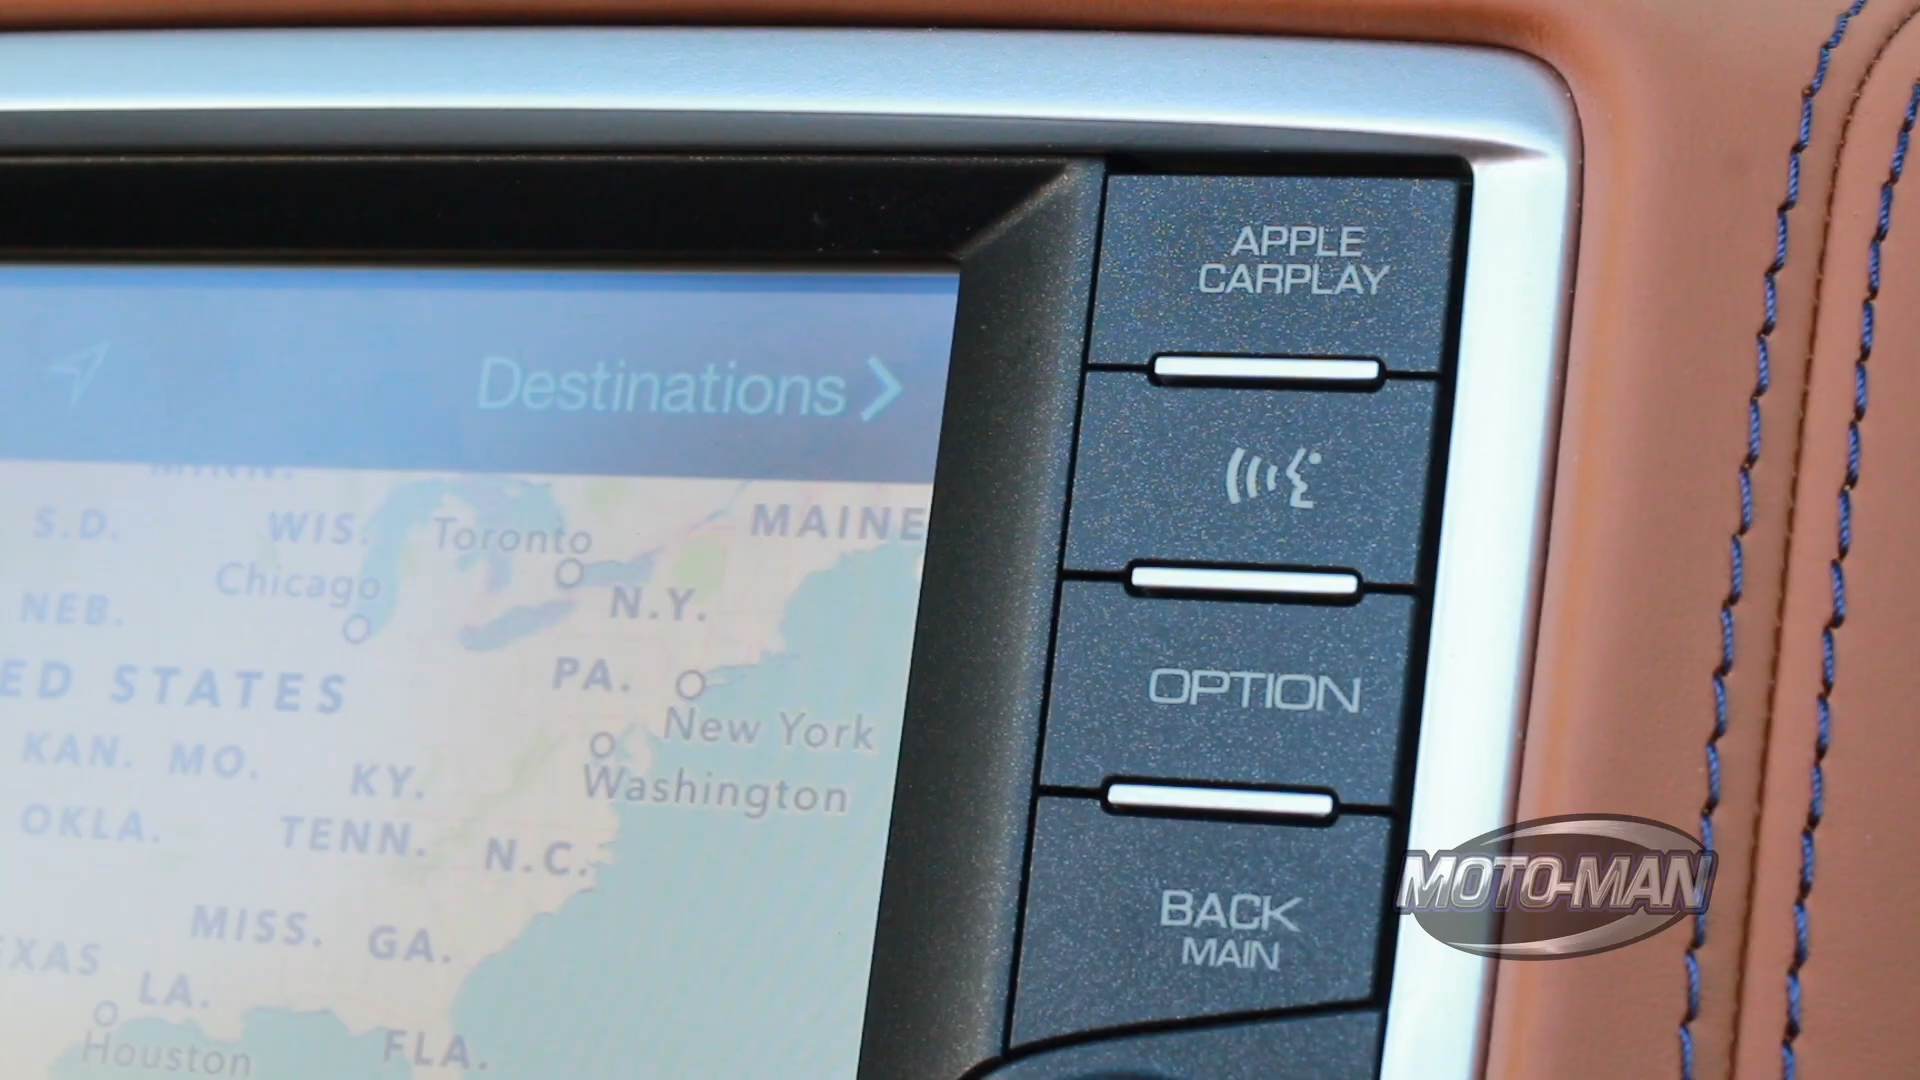 APPLE
CARPLAY
Destinations
S.D.
WIS.
Toronto
MAINE
Chicago
NEB.
N.Y.
ED STATES
PA.
New York
KAN. MO.
KY.
Washington
OKLA.
TENN.
N.C.
OPTION
MISS. GA.
EXAS
LA.
Houston
FLA.
BACK
MAIN
MOTO-MAN